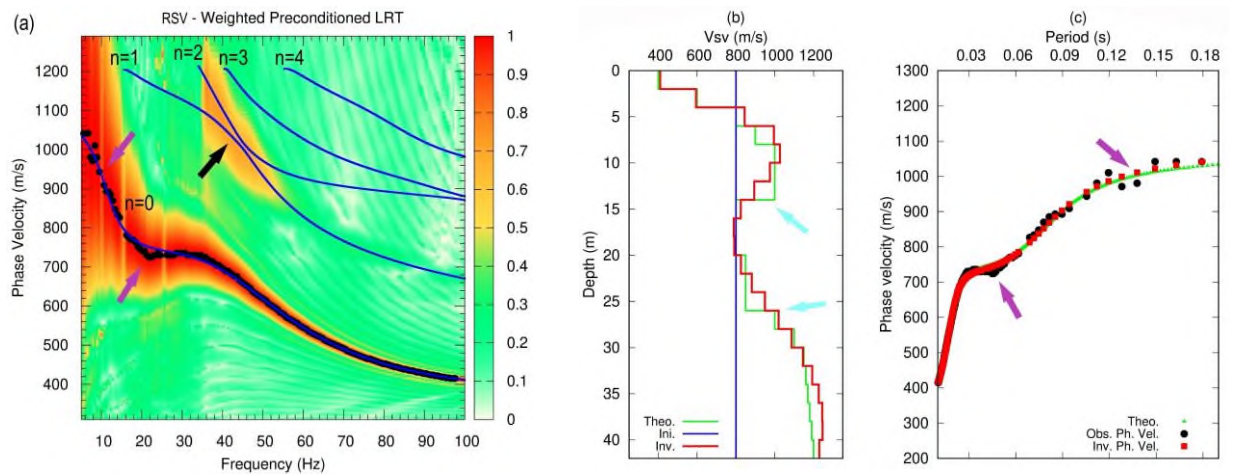 (a)
RSV - Weighted Preconditioned LRT
n=1
n=2
n=3
n=4
n=0
1200
1100
1000
900
800
700
600
500
400
Phase Velocity (m/s)
10 20 30 40 50 60 70 80 90 100
Frequency (Hz)
1
0.9
0.8
0.7
0.6
0.5
0.4
0.3
0.2
0.1
0
(b)
Vsv (m/s)
400 600 800 1000 1200
0
5
10
15
20
25
30
35
40
Depth (m)
Theo.
Ini.
Inv.
(c)
Period (s)
0.03 0.06 0.09 0.12 0.15 0.18
1300
1200
1100
1000
900
800
700
600
500
400
300
200
Phase velocity (m/s)
Theo.
Obs. Ph. Vel.
Inv. Ph. Vel.